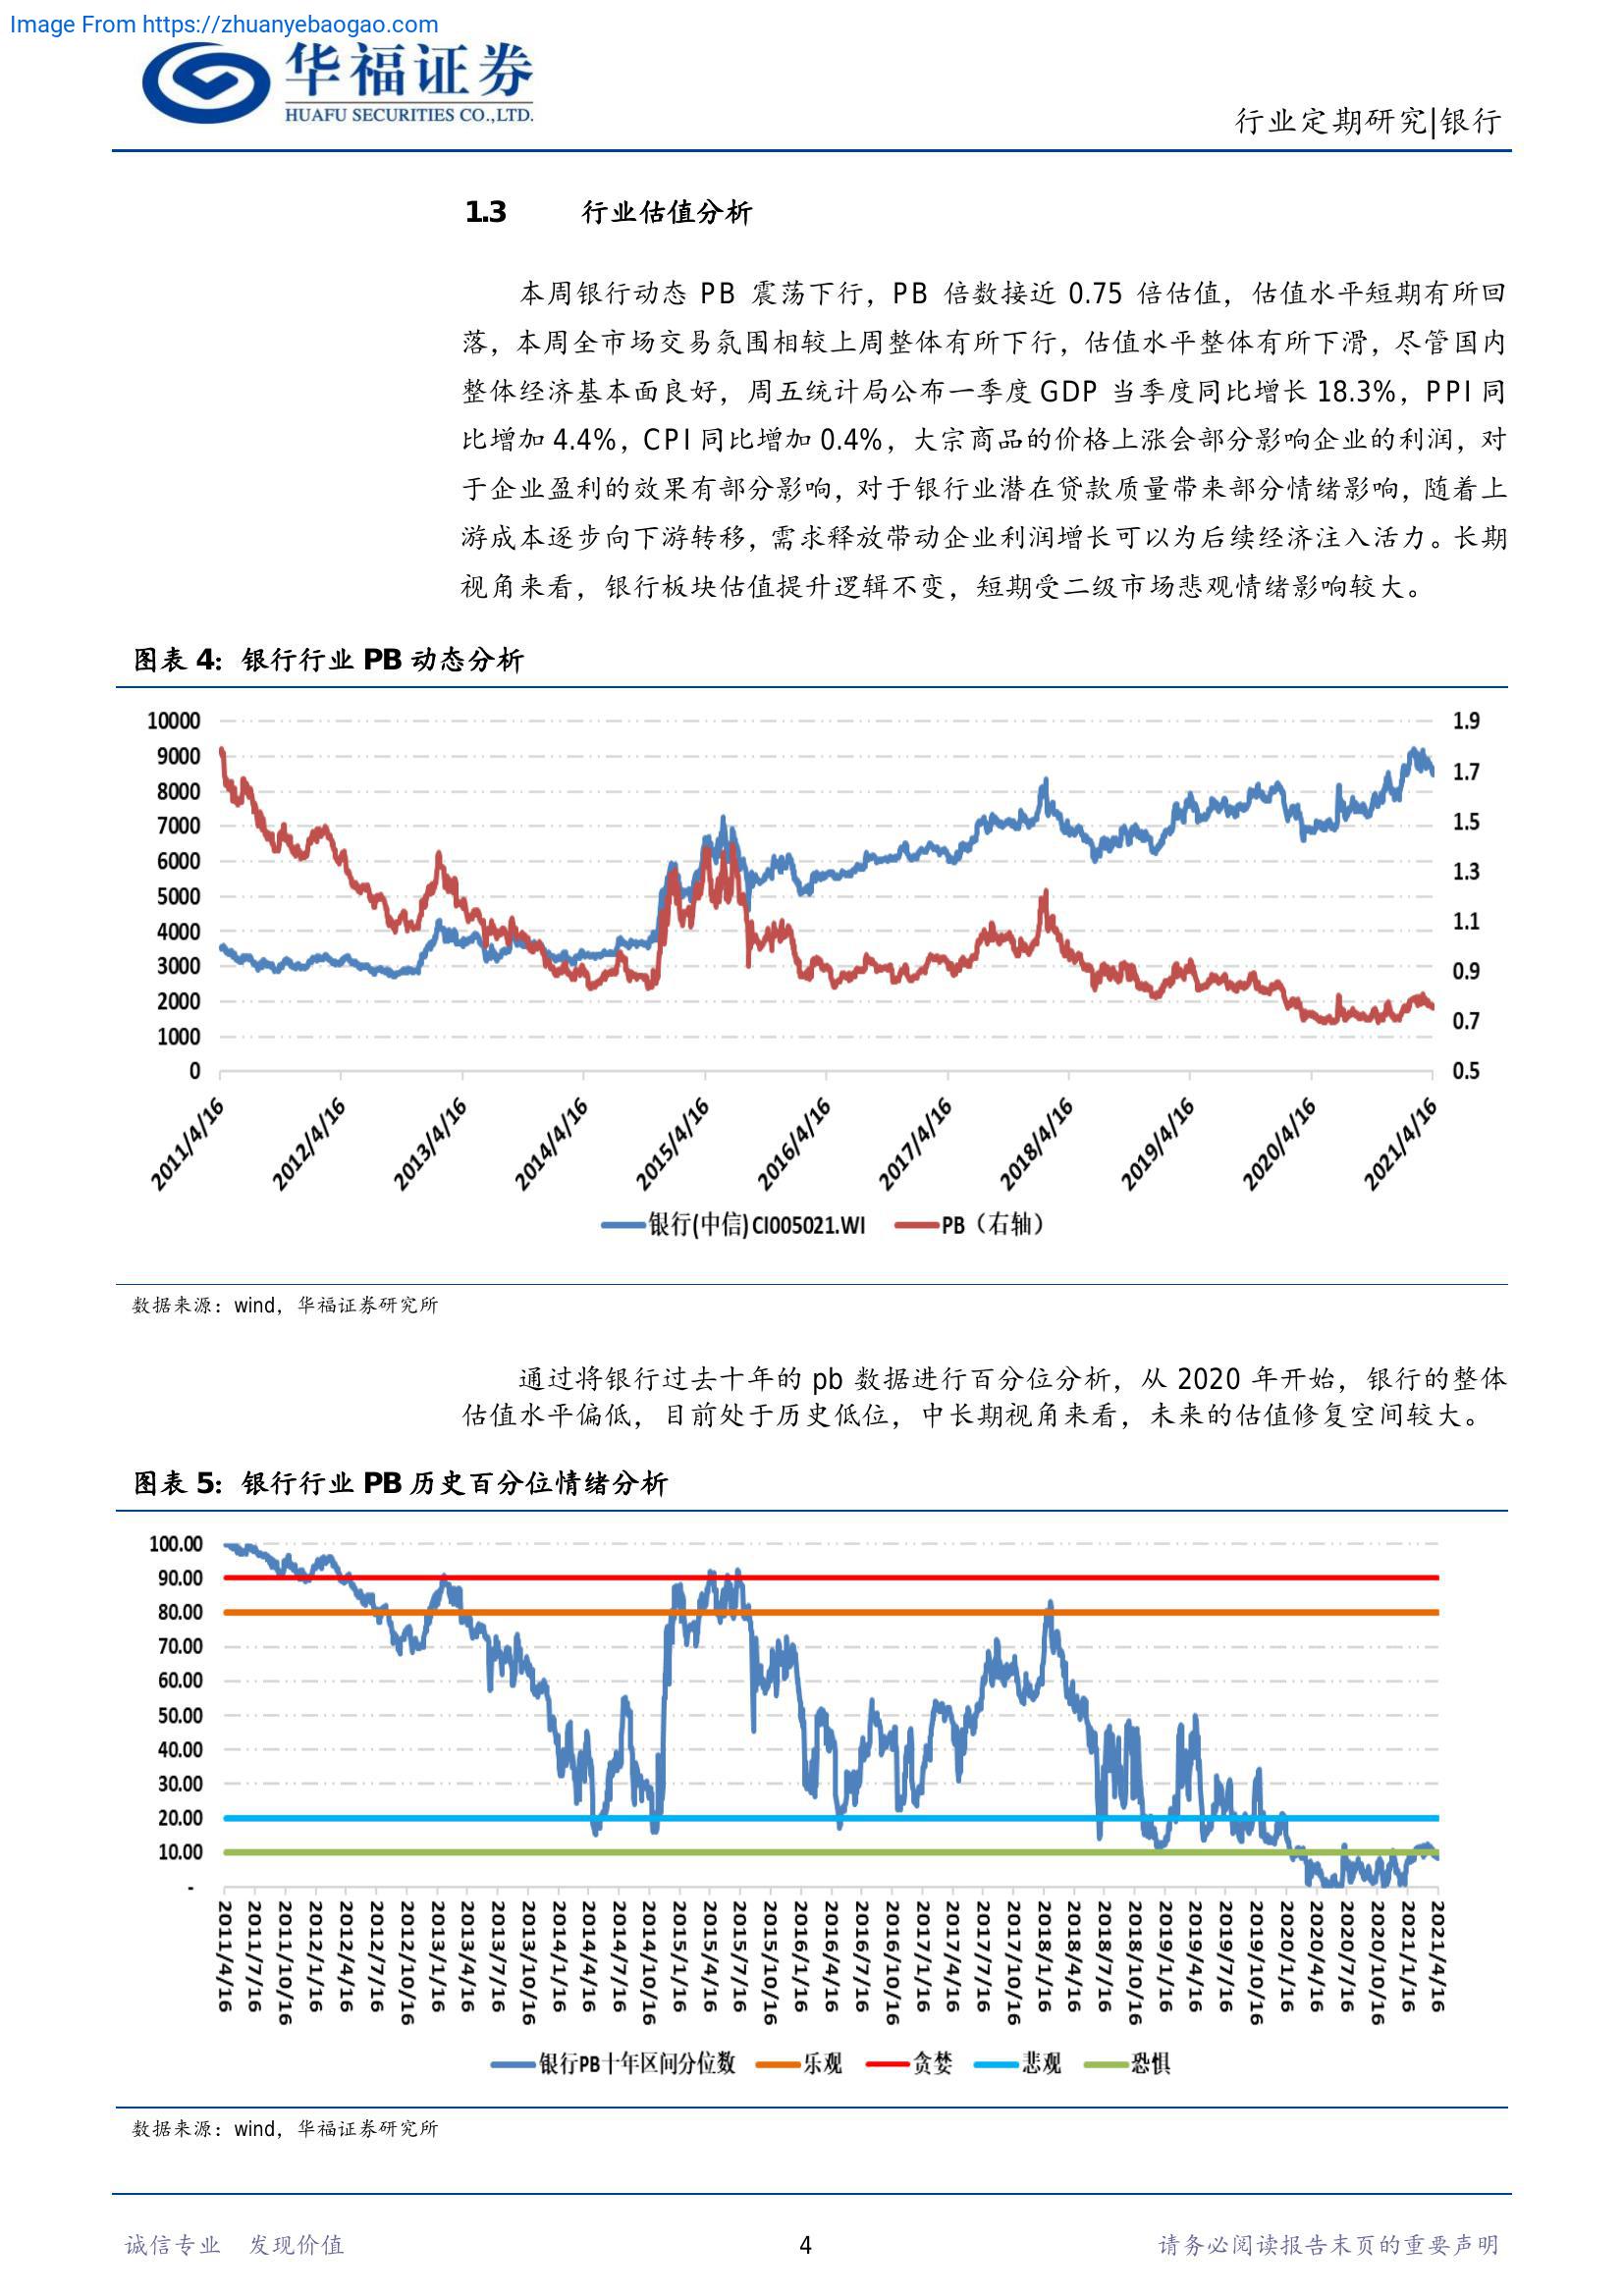 Image From https://zhuanyebaogao.com
华福证券
HUAFU SECURITIES CO.,LTD.
行业定期研究|银行
1.3 行业估值分析
本周银行动态 PB 震荡下行，PB 倍数接近 0.75 倍估值，估值水平短期有所回
落，本周全市场交易氛围相较上周整体有所下行，估值水平整体有所下滑，尽管国内
整体经济基本面良好，周五统计局公布一季度 GDP 当季度同比增长 18.3%，PPI 同
比增加 4.4%，CPI 同比增加 0.4%，大宗商品的价格上涨会部分影响企业的利润，对
于企业盈利的效果有部分影响，对于银行业潜在贷款质量带来部分情绪影响，随着上
游成本逐步向下游转移，需求释放带动企业利润增长可以为后续经济注入活力。长期
视角来看，银行板块估值提升逻辑不变，短期受二级市场悲观情绪影响较大。
图表 4：银行行业 PB 动态分析
10000 1.9
9000
8000 1.7
7000 1.5
6000
5000 1.3
4000 1.1
3000 0.9
2000
1000 0.7
0 0.5
2011/4/16 2012/4/16 2013/4/16 2014/4/16 2015/4/16 2016/4/16 2017/4/16 2018/4/16 2019/4/16 2020/4/16 2021/4/16
银行(中信)CI005021.WI PB（右轴）
数据来源：wind，华福证券研究所
通过将银行过去十年的 pb 数据进行百分位分析，从 2020 年开始，银行的整体
估值水平偏低，目前处于历史低位，中长期视角来看，未来的估值修复空间较大。
图表 5：银行行业 PB 历史百分位情绪分析
100.00
90.00
80.00
70.00
60.00
50.00
40.00
30.00
20.00
10.00
-
2011/4/16 2011/7/16 2011/10/16 2012/1/16 2012/4/16 2012/7/16 2012/10/16 2013/1/16 2013/4/16 2013/7/16 2013/10/16 2014/1/16 2014/4/16 2014/7/16 2014/10/16 2015/1/16 2015/4/16 2015/7/16 2015/10/16 2016/1/16 2016/4/16 2016/7/16 2016/10/16 2017/1/16 2017/4/16 2017/7/16 2017/10/16 2018/1/16 2018/4/16 2018/7/16 2018/10/16 2019/1/16 2019/4/16 2019/7/16 2019/10/16 2020/1/16 2020/4/16 2020/7/16 2020/10/16 2021/1/16 2021/4/16
银行PB十年区间分位数 乐观 贪婪 悲观 恐惧
数据来源：wind，华福证券研究所
诚信专业 发现价值 4 请务必阅读报告末页的重要声明